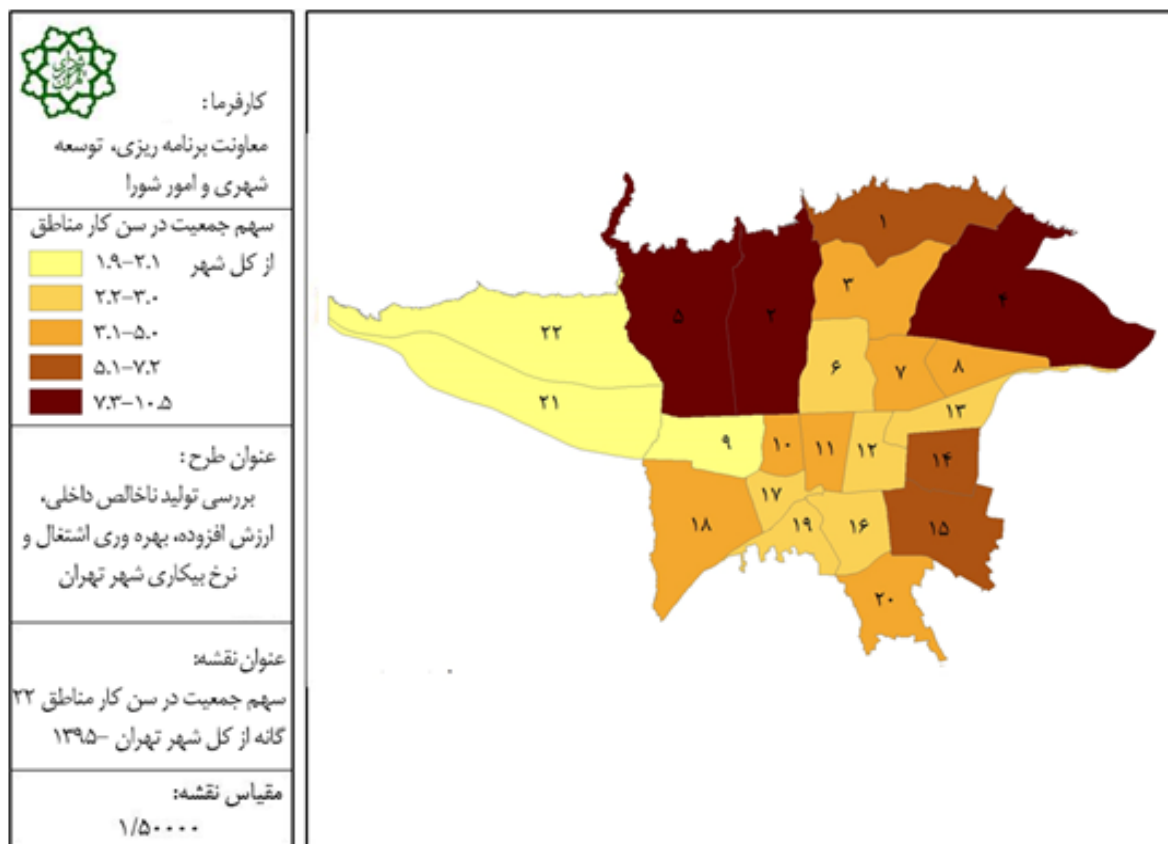 کارفرما:
معاونت برنامه ریزی، توسعه
شهری و امور شورا
سهم جمعیت در سن کار مناطق
از کل شهر
۱.۹-۲.۱
۲.۲-۳.۰
۳.۱-۵.۰
۵.۱-۷.۲
۷.۳-۱۰.۵
عنوان طرح:
بررسی تولید ناخالص داخلی،
ارزش افزوده، بهره وری اشتغال و
نرخ بیکاری شهر تهران
عنوان نقشه:
سهم جمعیت در سن کار مناطق ۲۲
گانه از کل شهر تهران -۱۳۹۵
مقیاس نقشه:
۱/۵۰۰۰۰
۱
۳
۴
۵
۲
۲۲
۶
۷
۸
۲۱
۱۳
۹
۱۰
۱۱
۱۲
۱۴
۱۷
۱۸
۱۹
۱۶
۱۵
۲۰